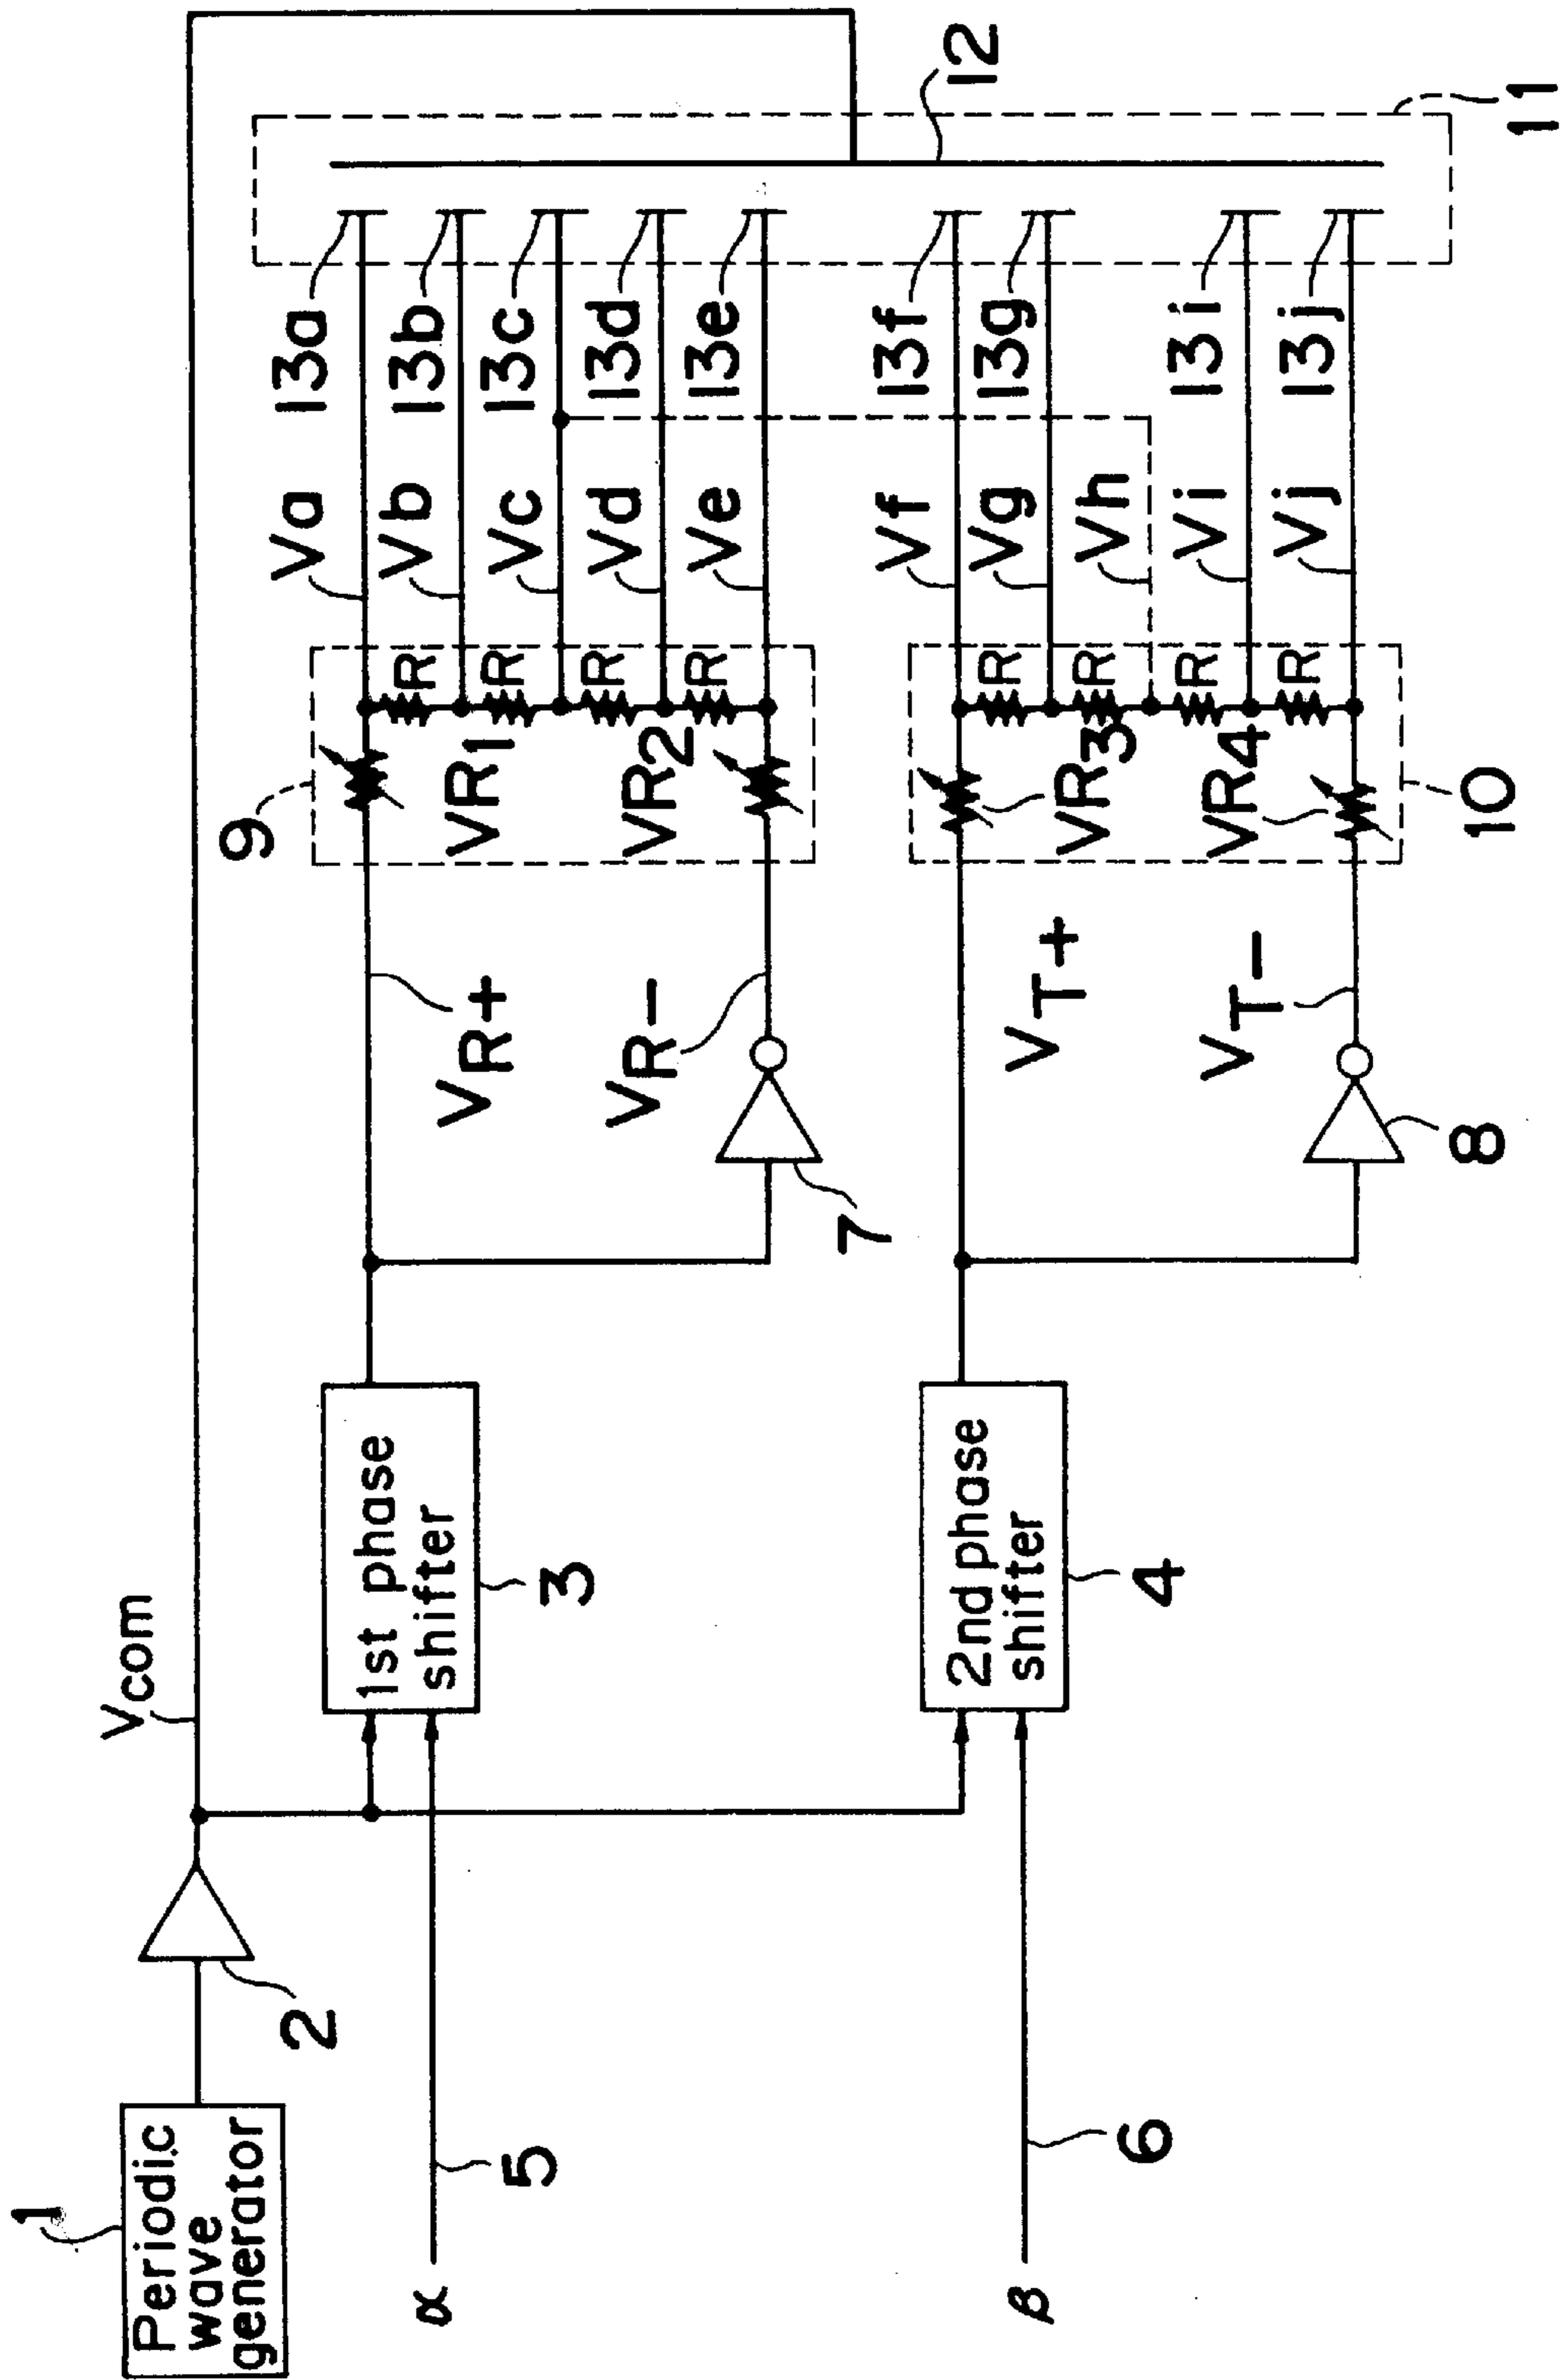 1
Periodic
wave
generator
2
Vcom
α
5
1st phase
shifter
3
β
6
2nd phase
shifter
4
VR+
VR−
7
VT+
VT−
8
9
VR1
VR2
R
R
R
R
VR3
VR4
R
R
R
R
10
Va
Vb
Vc
Vd
Ve
Vf
Vg
Vh
Vi
Vj
13a
13b
13c
13d
13e
13f
13g
13i
13j
12
11